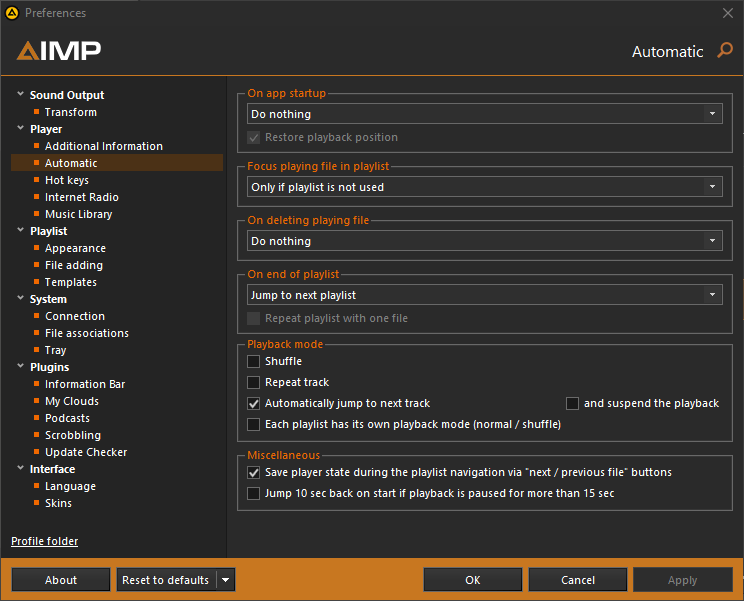 Preferences
AIMP
Automatic
Sound Output
Transform
Player
Additional Information
Automatic
Hot keys
Internet Radio
Music Library
Playlist
Appearance
File adding
Templates
System
Connection
File associations
Tray
Plugins
Information Bar
My Clouds
Podcasts
Scrobbling
Update Checker
Interface
Language
Skins
Profile folder
On app startup
Do nothing
Restore playback position
Focus playing file in playlist
Only if playlist is not used
On deleting playing file
Do nothing
On end of playlist
Jump to next playlist
Repeat playlist with one file
Playback mode
Shuffle
Repeat track
Automatically jump to next track and suspend the playback
Each playlist has its own playback mode (normal / shuffle)
Miscellaneous
Save player state during the playlist navigation via "next / previous file" buttons
Jump 10 sec back on start if playback is paused for more than 15 sec
About Reset to defaults OK Cancel Apply